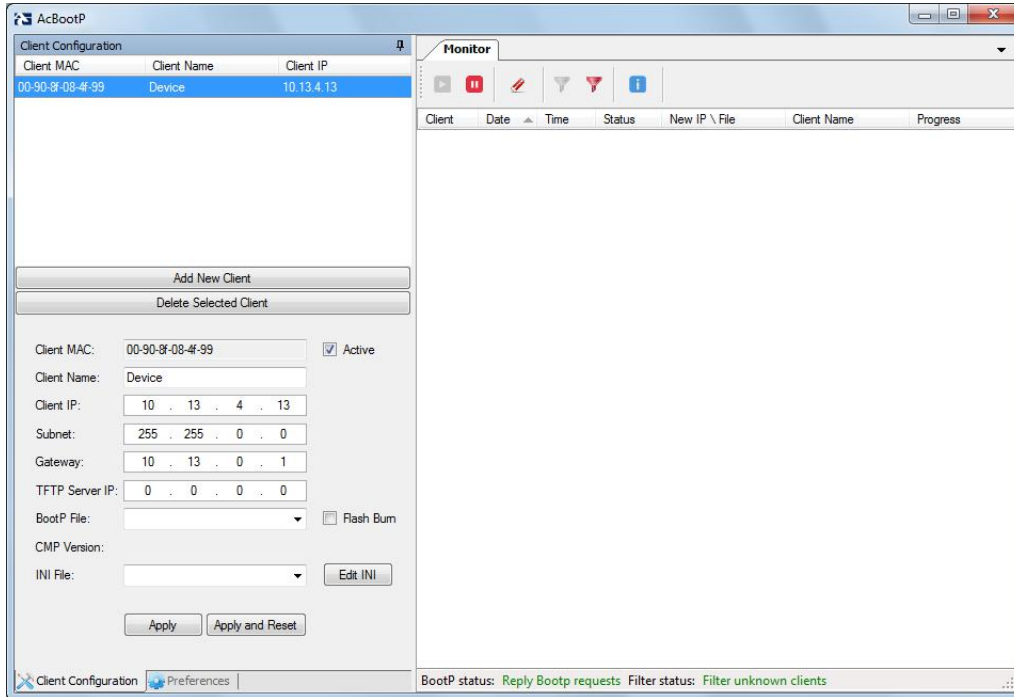 AcBootP
Client Configuration
Client MAC Client Name Client IP
00-90-8f-08-4f-99 Device 10.13.4.13
Add New Client
Delete Selected Client
Client MAC: 00-90-8f-08-4f-99 Active
Client Name: Device
Client IP: 10 . 13 . 4 . 13
Subnet: 255 . 255 . 0 . 0
Gateway: 10 . 13 . 0 . 1
TFTP Server IP: 0 . 0 . 0 . 0
BootP File: Flash Burn
CMP Version:
INI File: Edit INI
Apply Apply and Reset
Client Configuration Preferences
Monitor
Client Date Time Status New IP \ File Client Name Progress
BootP status: Reply Bootp requests Filter status: Filter unknown clients